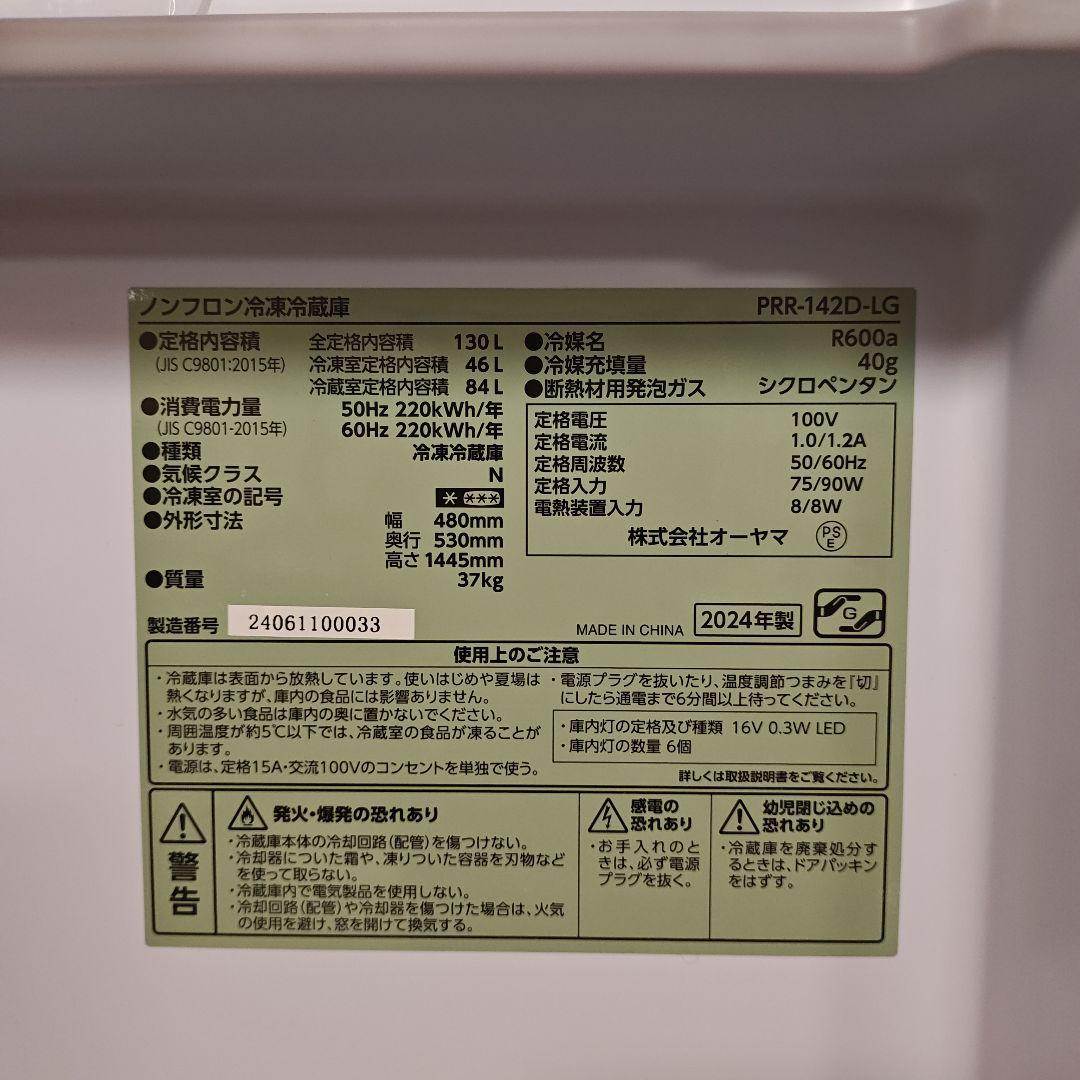 ノンフロン冷凍冷蔵庫 PRR-142D-LG
●定格内容積 全定格内容積 130 L
(JIS C9801:2015年) 冷凍室定格内容積 46 L
冷蔵室定格内容積 84 L
●消費電力量 50Hz 220kWh/年
(JIS C9801-2015年) 60Hz 220kWh/年
●種類 冷凍冷蔵庫
●気候クラス N
●冷凍室の記号 * ***
●外形寸法 幅 480mm
奥行 530mm
高さ 1445mm
●質量 37kg
●冷媒名 R600a
●冷媒充填量 40g
●断熱材用発泡ガス シクロペンタン
定格電圧 100V
定格電流 1.0/1.2A
定格周波数 50/60Hz
定格入力 75/90W
電熱装置入力 8/8W
株式会社オーヤマ PS E
製造番号 24061100033
MADE IN CHINA 2024年製 G
使用上のご注意
・冷蔵庫は表面から放熱しています。使いはじめや夏場は
熱くなりますが、庫内の食品には影響ありません。
・水気の多い食品は庫内の奥に置かないでください。
・周囲温度が約5℃以下では、冷蔵室の食品が凍ることが
あります。
・電源は、定格15A・交流100Vのコンセントを単独で使う。
・電源プラグを抜いたり、温度調節つまみを『切』
にしたら通電まで6分間以上待ってください。
・庫内灯の定格及び種類 16V 0.3W LED
・庫内灯の数量 6個
詳しくは取扱説明書をご覧ください。
警告
発火・爆発の恐れあり
・冷蔵庫本体の冷却回路(配管)を傷つけない。
・冷却器についた霜や、凍りついた容器を刃物など
を使って取らない。
・冷蔵庫内で電気製品を使用しない。
・冷却回路(配管)や冷却器を傷つけた場合は、火気
の使用を避け、窓を開けて換気する。
感電の
恐れあり
・お手入れのと
きは、必ず電源
プラグを抜く。
幼児閉じ込めの
恐れあり
・冷蔵庫を廃棄処分す
るときは、ドアパッキン
をはずす。